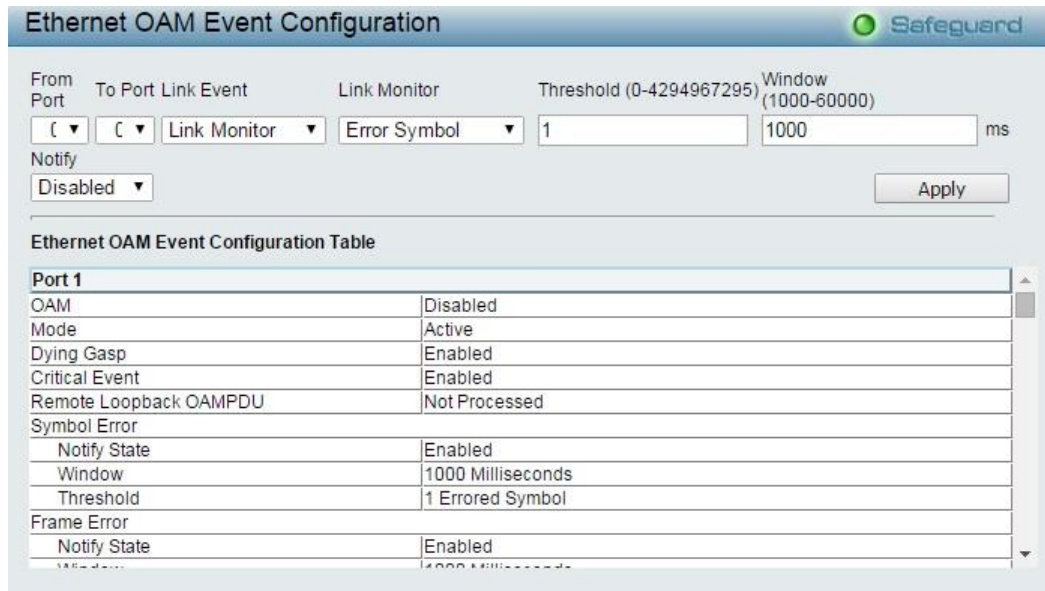 Ethernet OAM Event Configuration
Safeguard
From Port
To Port
Link Event
Link Monitor
Threshold (0-4294967295)
Window (1000-60000)
Link Monitor
Error Symbol
1
1000
ms
Notify
Disabled
Apply
Ethernet OAM Event Configuration Table
Port 1
OAM Disabled
Mode Active
Dying Gasp Enabled
Critical Event Enabled
Remote Loopback OAMPDU Not Processed
Symbol Error
Notify State Enabled
Window 1000 Milliseconds
Threshold 1 Errored Symbol
Frame Error
Notify State Enabled
Window 1000 Milliseconds